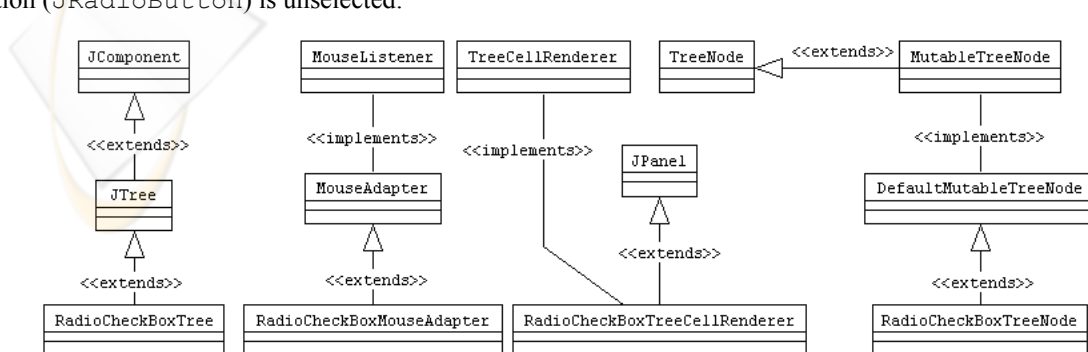 (JRadioButton) is unselected.
JComponent
MouseListener
TreeCellRenderer
TreeNode
<<extends>>
MutableTreeNode
<<extends>>
<<implements>>
<<implements>>
<<implements>>
JPanel
JTree
MouseAdapter
DefaultMutableTreeNode
<<extends>>
<<extends>>
<<extends>>
<<extends>>
RadioCheckBoxTree
RadioCheckBoxMouseAdapter
RadioCheckBoxTreeCellRenderer
RadioCheckBoxTreeNode